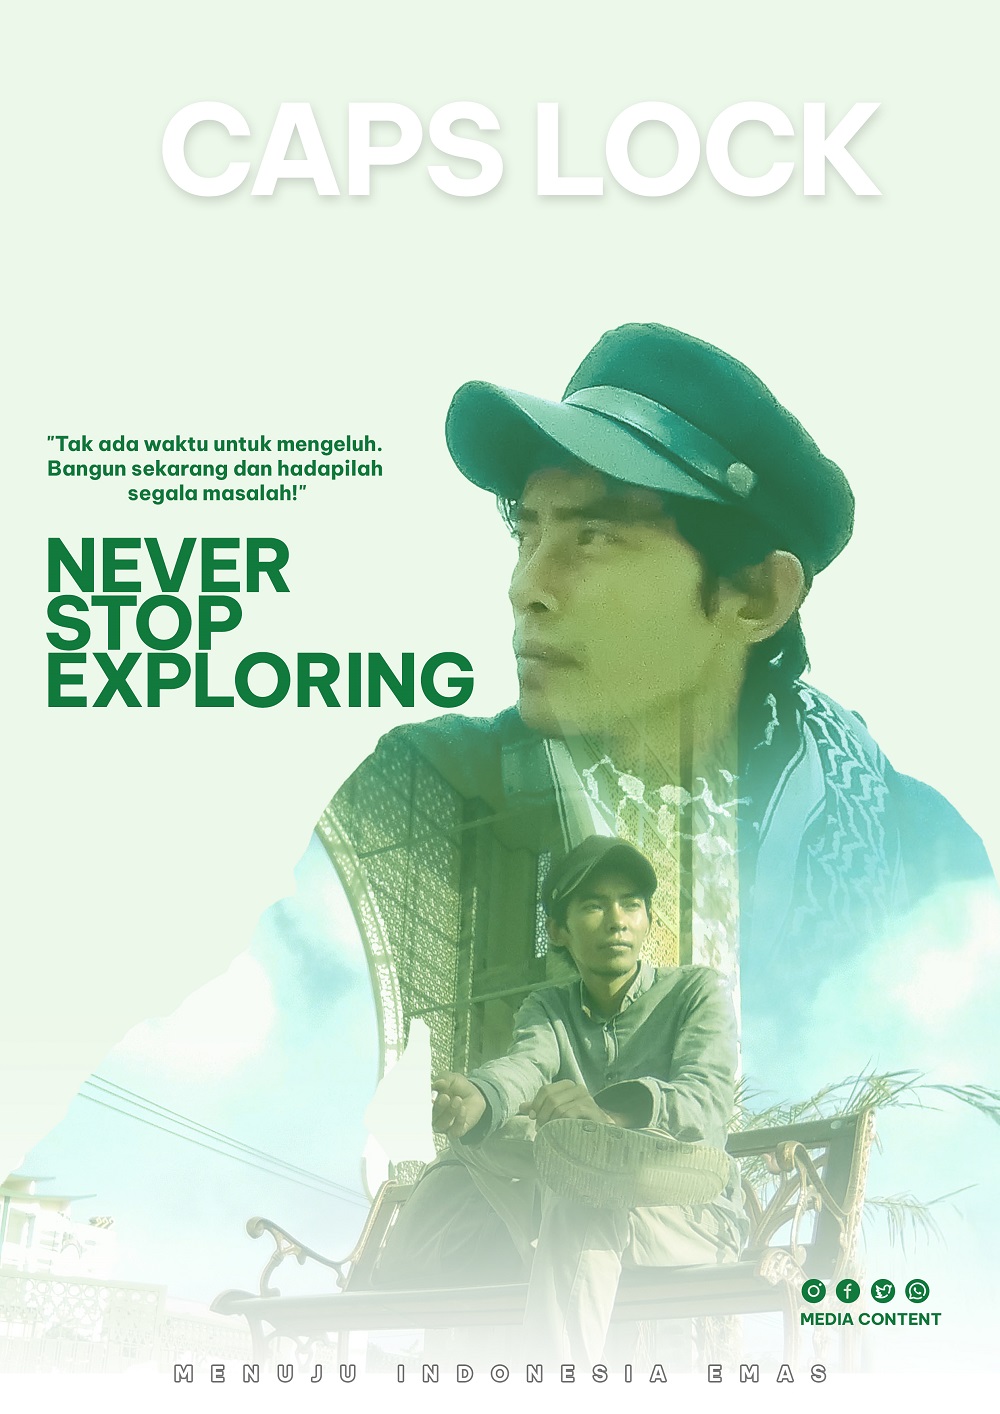 CAPS LOCK
"Tak ada waktu untuk mengeluh.
Bangun sekarang dan hadapilah
segala masalah!"
NEVER
STOP
EXPLORING
MEDIA CONTENT
MENUJU INDONESIA EMAS